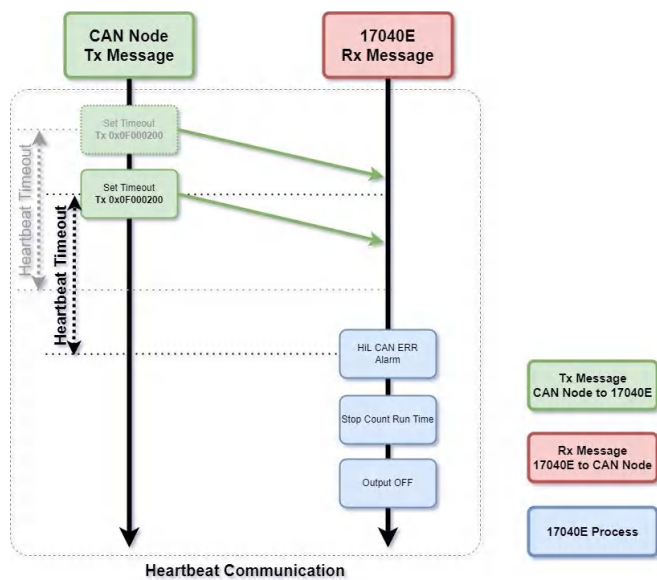 CAN Node
Tx Message
17040E
Rx Message
Set Timeout
Tx 0x0F000200
Set Timeout
Tx 0x0F000200
Heartbeat Timeout
Heartbeat Timeout
HiL CAN ERR
Alarm
Stop Count Run Time
Output OFF
Tx Message
CAN Node to 17040E
Rx Message
17040E to CAN Node
17040E Process
Heartbeat Communication